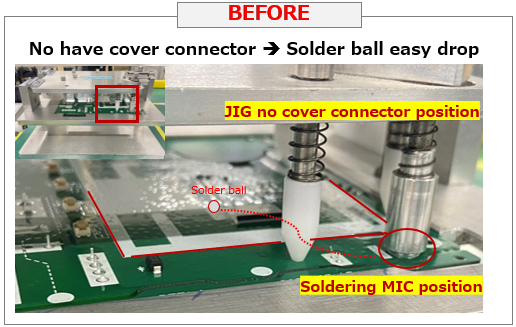 BEFORE
No have cover connector ➔ Solder ball easy drop
JIG no cover connector position
Solder ball
Soldering MIC position